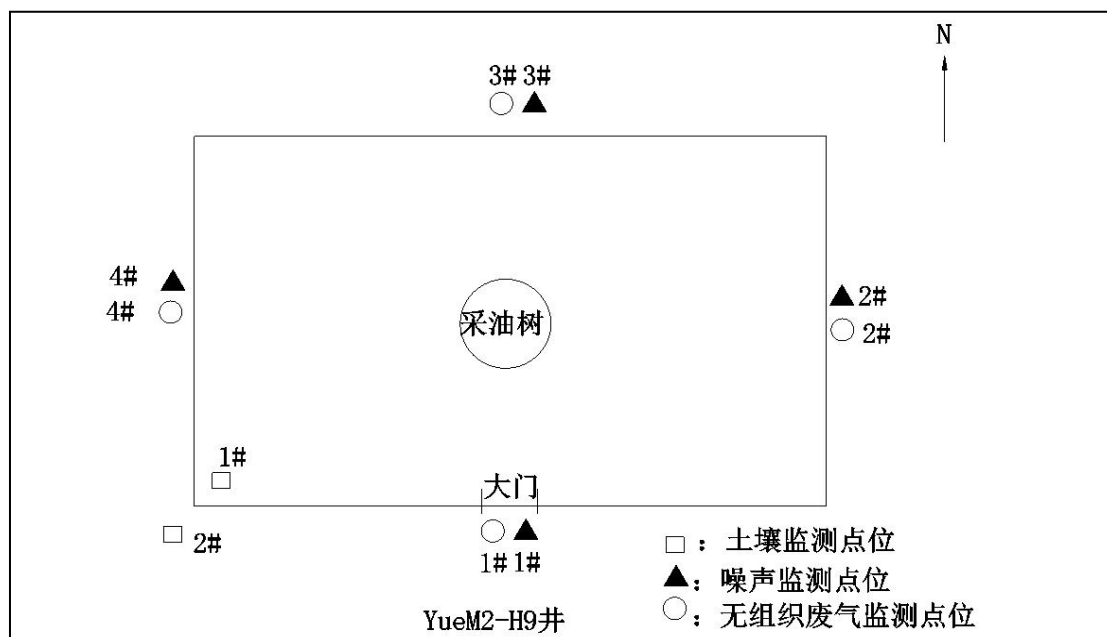 N
3# 3#
4#
4#
采油树
2#
2#
1#
大门
2#
1# 1#
□：土壤监测点位
▲：噪声监测点位
○：无组织废气监测点位
YueM2-H9井